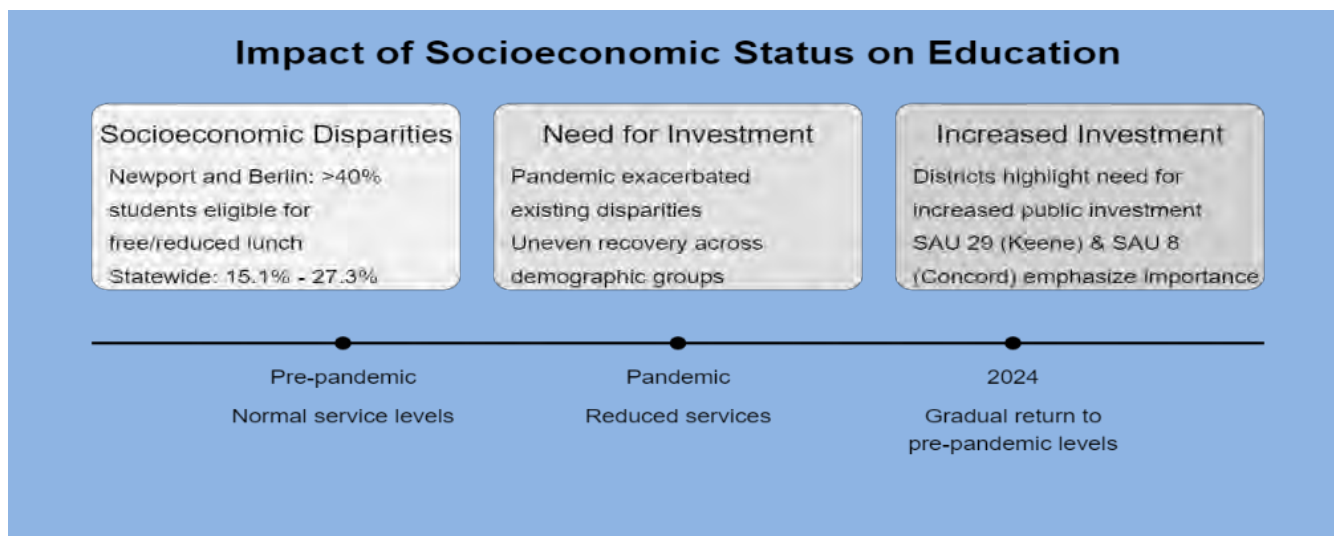 Impact of Socioeconomic Status on Education
Socioeconomic Disparities
Newport and Berlin: >40%
students eligible for
free/reduced lunch
Statewide: 15.1% - 27.3%
Need for Investment
Pandemic exacerbated
existing disparities
Uneven recovery across
demographic groups
Increased Investment
Districts highlight need for
increased public investment
SAU 29 (Keene) & SAU 8
(Concord) emphasize importance
Pre-pandemic
Normal service levels
Pandemic
Reduced services
2024
Gradual return to
pre-pandemic levels